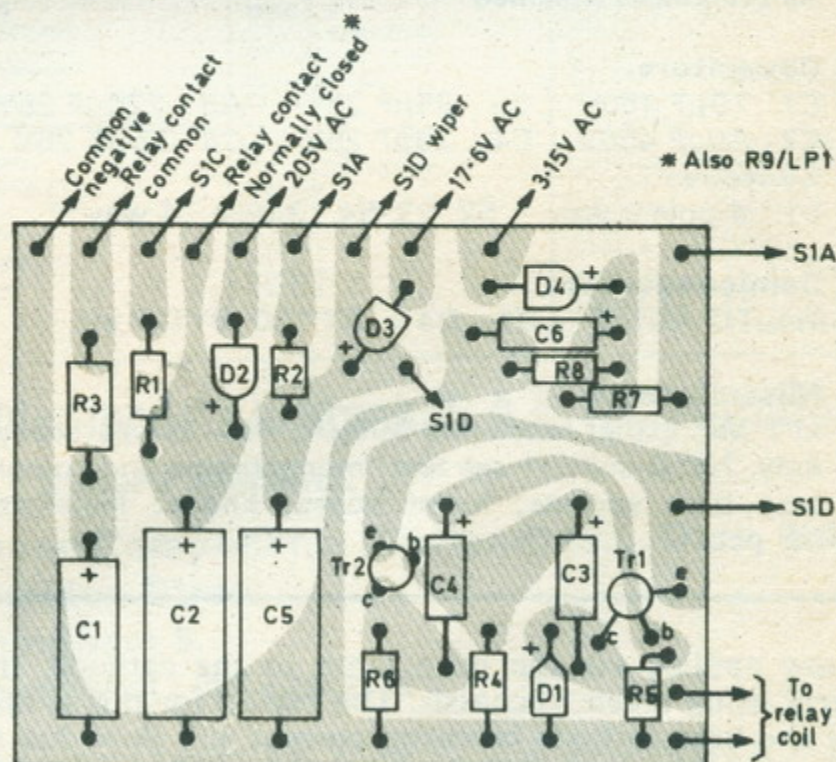 Common
negative
Relay contact
common
S1C
Relay contact
Normally closed *
205V AC
S1A
S1D wiper
17·6V AC
3·15V AC
* Also R9/LP1
S1A
D4 +
D3
+
C6 +
R3
R1
D2
+
R2
R8
R7
S1D
S1D
+
C1
+
C2
+
C5
e
b
Tr2
c
+
C4
+
C3
Tr1
e
c
b
R6
R4
+
D1
R5
To
relay
coil